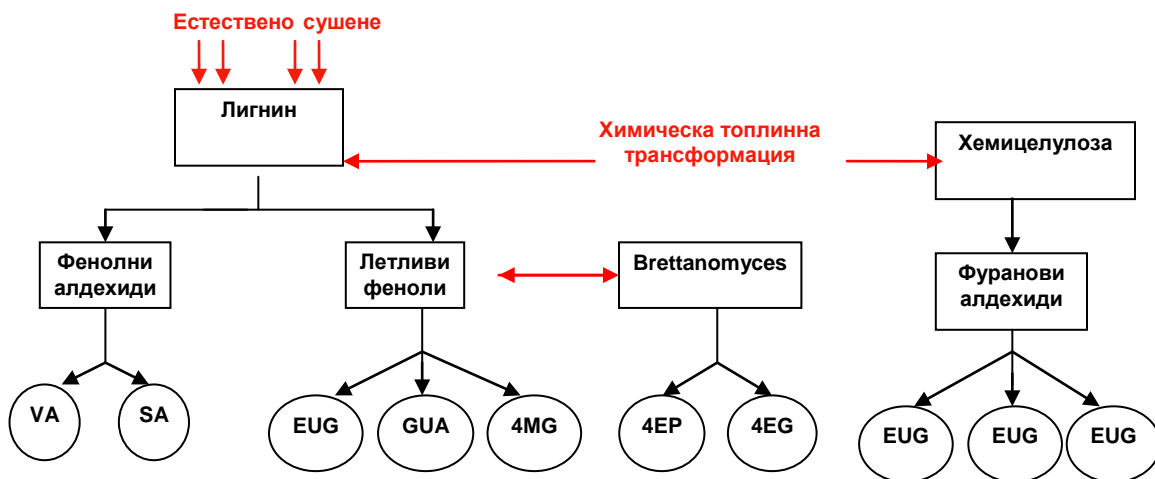 Естествено сушене
Лигнин
Химическа топлинна
трансформация
Хемицелулоза
Фенолни
алдехиди
Летливи
феноли
Brettanomyces
Фуранови
алдехиди
VA
SA
EUG
GUA
4MG
4EP
4EG
EUG
EUG
EUG